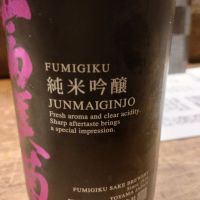 FUMIGIKU
純米吟醸
JUNMAIGINJO
Fresh aroma and clear acidity.
Sharp aftertaste brings
a special impression.
FUMIGIKU SAKE BREWERY
TOYAMA